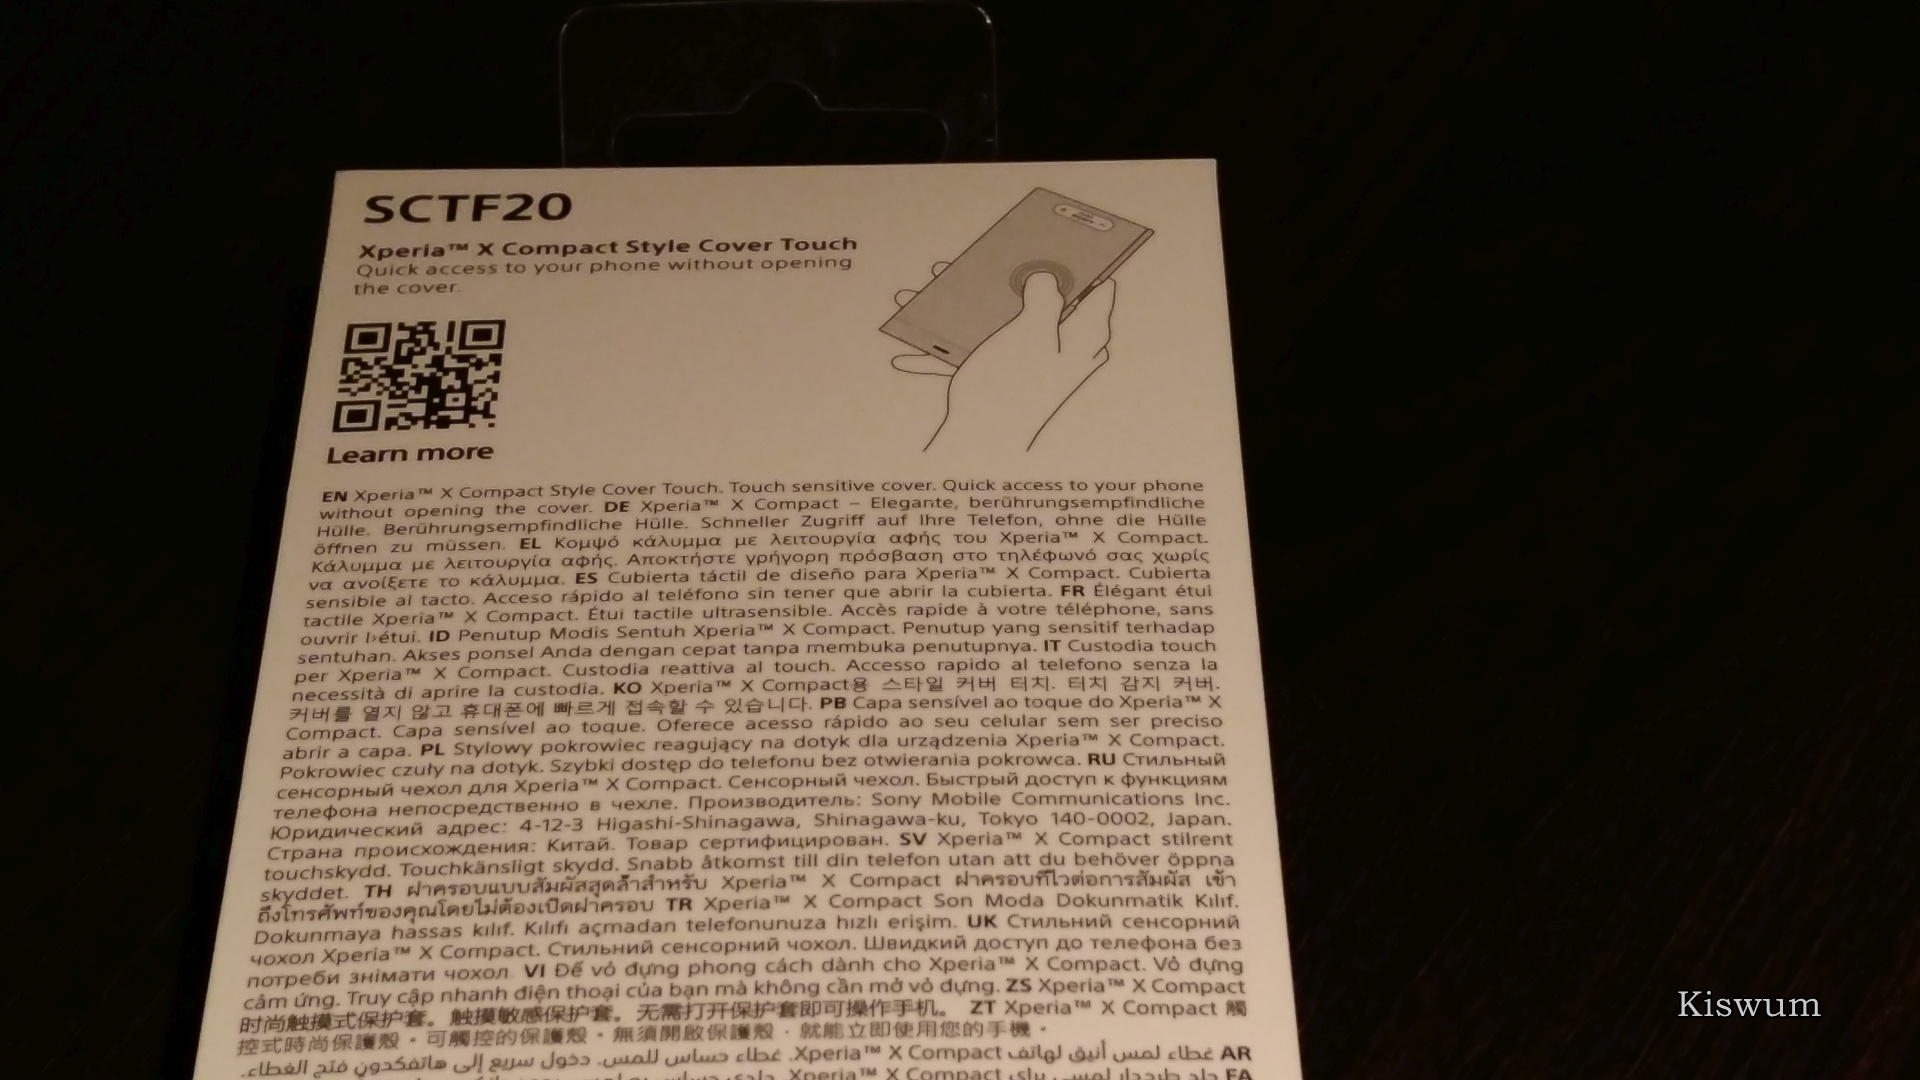 SCTF20
Xperia™ X Compact Style Cover Touch
Quick access to your phone without opening
the cover.
Learn more
EN Xperia™ X Compact Style Cover Touch. Touch sensitive cover. Quick access to your phone
without opening the cover. DE Xperia™ X Compact – Elegante, berührungsempfindliche
Hülle. Berührungsempfindliche Hülle. Schneller Zugriff auf Ihre Telefon, ohne die Hülle
öffnen zu müssen. EL Κομψό κάλυμμα με λειτουργία αφής του Xperia™ X Compact.
Κάλυμμα με λειτουργία αφής. Αποκτήστε γρήγορη πρόσβαση στο τηλέφωνό σας χωρίς
να ανοίξετε το κάλυμμα. ES Cubierta táctil de diseño para Xperia™ X Compact. Cubierta
sensible al tacto. Acceso rápido al teléfono sin tener que abrir la cubierta. FR Élégant étui
tactile Xperia™ X Compact. Étui tactile ultrasensible. Accès rapide à votre téléphone, sans
ouvrir l›étui. ID Penutup Modis Sentuh Xperia™ X Compact. Penutup yang sensitif terhadap
sentuhan. Akses ponsel Anda dengan cepat tanpa membuka penutupnya. IT Custodia touch
per Xperia™ X Compact. Custodia reattiva al touch. Accesso rapido al telefono senza la
necessità di aprire la custodia. KO Xperia™ X Compact용 스타일 커버 터치. 터치 감지 커버.
커버를 열지 않고 휴대폰에 빠르게 접속할 수 있습니다. PB Capa sensível ao toque do Xperia™ X
Compact. Capa sensível ao toque. Oferece acesso rápido ao seu celular sem ser preciso
abrir a capa. PL Stylowy pokrowiec reagujący na dotyk dla urządzenia Xperia™ X Compact.
Pokrowiec czuły na dotyk. Szybki dostęp do telefonu bez otwierania pokrowca. RU Стильный
сенсорный чехол для Xperia™ X Compact. Сенсорный чехол. Быстрый доступ к функциям
телефона непосредственно в чехле. Производитель: Sony Mobile Communications Inc.
Юридический адрес: 4-12-3 Higashi-Shinagawa, Shinagawa-ku, Tokyo 140-0002, Japan.
Страна происхождения: Китай. Товар сертифицирован. SV Xperia™ X Compact stilrent
touchskydd. Touchkänsligt skydd. Snabb åtkomst till din telefon utan att du behöver öppna
skyddet. TH ฝาครอบแบบสัมผัสสุดล้ำสำหรับ Xperia™ X Compact ฝาครอบที่ไวต่อการสัมผัส เข้า
ถึงโทรศัพท์ของคุณโดยไม่ต้องเปิดฝาครอบ TR Xperia™ X Compact Son Moda Dokunmatik Kılıf.
Dokunmaya hassas kılıf. Kılıfı açmadan telefonunuza hızlı erişim. UK Стильний сенсорний
чохол Xperia™ X Compact. Стильний сенсорний чохол. Швидкий доступ до телефона без
потреби знімати чохол. VI Đế vỏ đựng phong cách dành cho Xperia™ X Compact. Vỏ đựng
cảm ứng. Truy cập nhanh điện thoại của bạn mà không cần mở vỏ đựng. ZS Xperia™ X Compact
时尚触摸式保护套。触摸敏感保护套。无需打开保护套即可操作手机。 ZT Xperia™ X Compact 觸
控式時尚保護殼。可觸控的保護殼。無須開啟保護殼，就能立即使用您的手機。
AR غطاء لمس أنيق لهاتف Xperia™ X Compact. غطاء حساس للمس. دخول سريع إلى هاتفكدون فتح الغطاء.
FA جلد طرحدار لمسی برای Xperia™ X Compact.
Kiswum